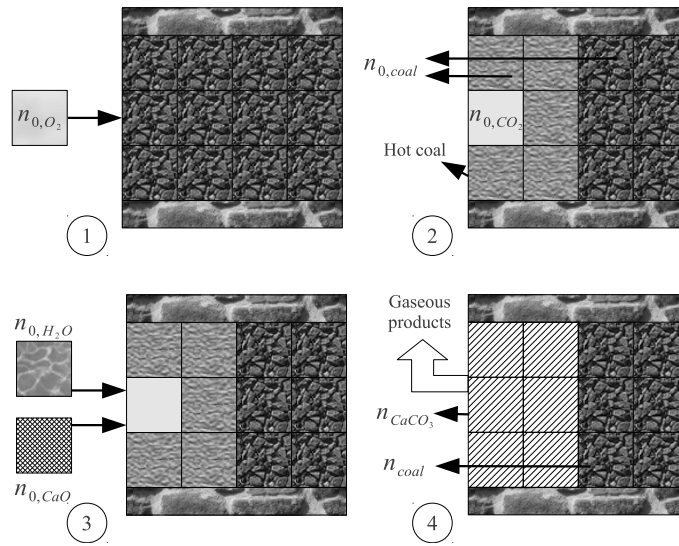 n0,O2
1
n0,coal
n0,CO2
Hot coal
2
n0,H2O
n0,CaO
3
Gaseous
products
nCaCO3
ncoal
4